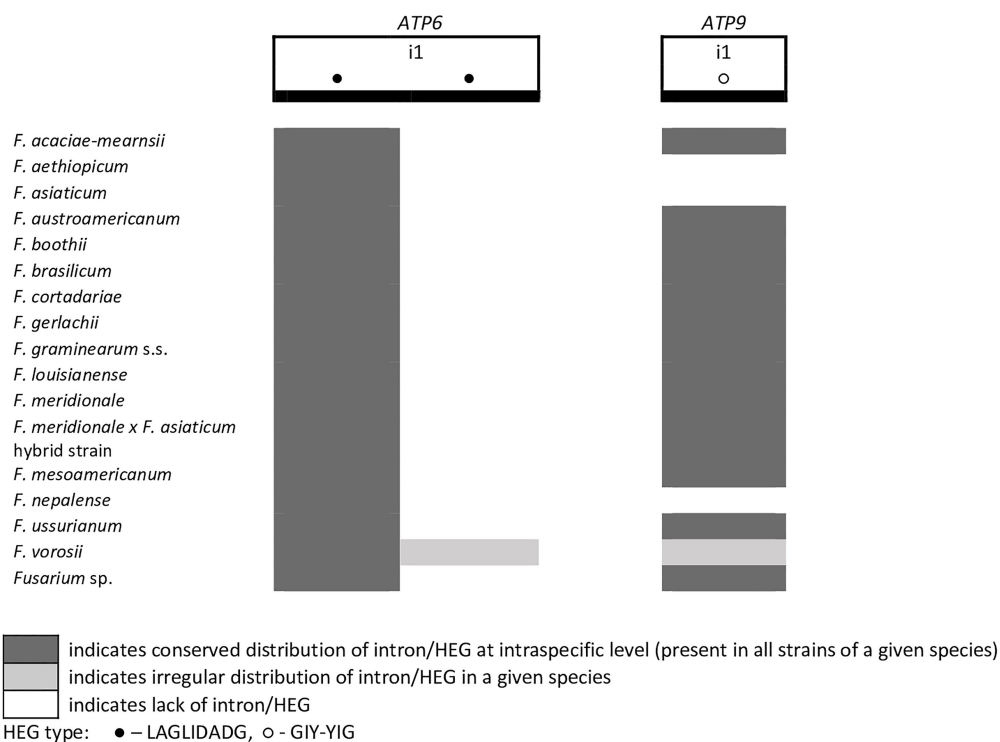 ATP6 ATP9
i1 i1
F. acaciae-mearnsii
F. aethiopicum
F. asiaticum
F. austroamericanum
F. boothii
F. brasilicum
F. cortadariae
F. gerlachii
F. graminearum s.s.
F. louisianense
F. meridionale
F. meridionale x F. asiaticum
hybrid strain
F. mesoamericanum
F. nepalense
F. ussurianum
F. vorosii
Fusarium sp.
indicates conserved distribution of intron/HEG at intraspecific level (present in all strains of a given species)
indicates irregular distribution of intron/HEG in a given species
indicates lack of intron/HEG
HEG type: ● – LAGLIDADG, ○ - GIY-YIG